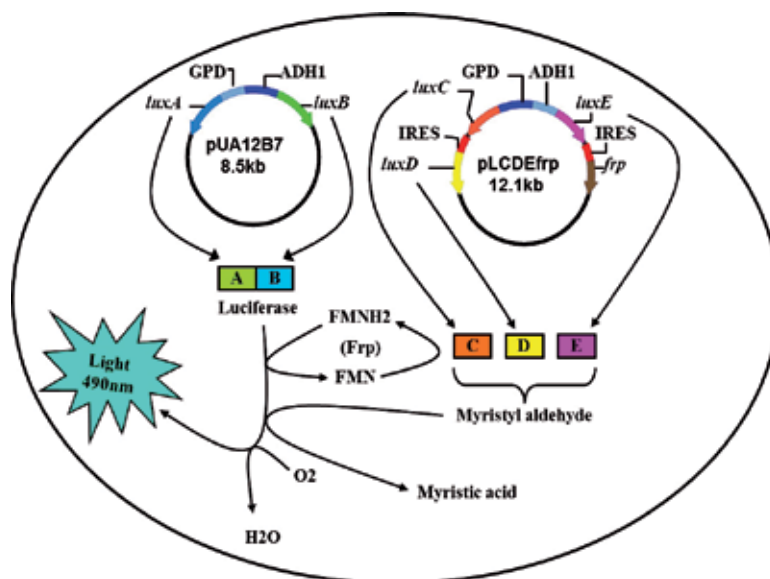 GPD
ADH1
luxA
luxB
pUA12B7
8.5kb
GPD
ADH1
luxC
luxE
IRES
IRES
luxD
frp
pLCDEfrp
12.1kb
A B
Luciferase
FMNH2
(Frp)
FMN
C D E
Light
490nm
Myristyl aldehyde
O2
Myristic acid
H2O